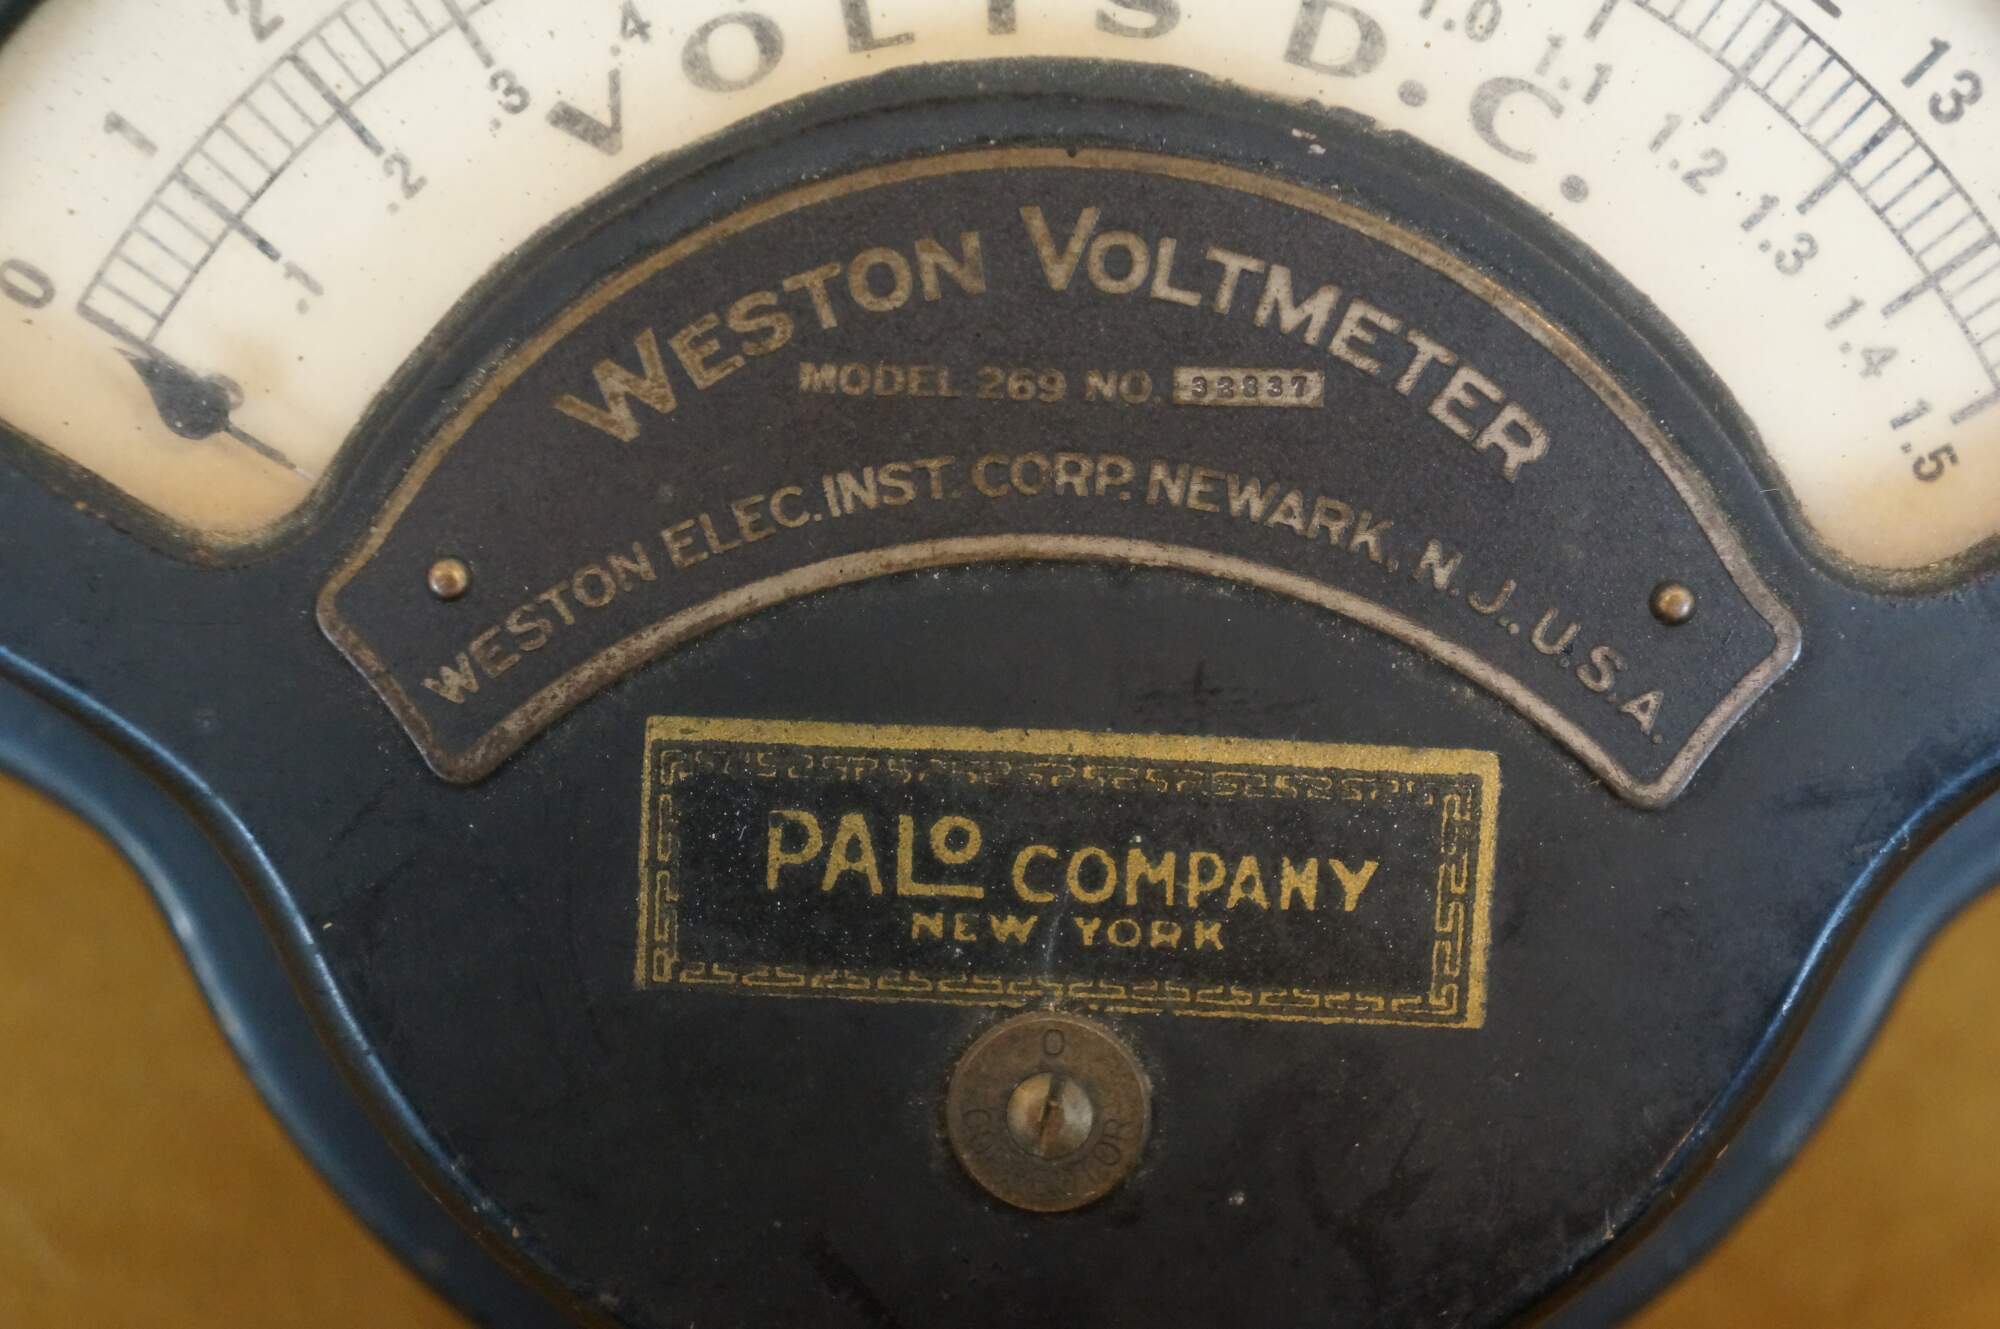 0 1 2 13
0 .1 .2 .3 .4 1.0 1.1 1.2 1.3 1.4 1.5
VOLTS D.C.
WESTON VOLTMETER
MODEL 269 NO. 32837
WESTON ELEC. INST. CORP. NEWARK, N.J., U.S.A.
PALO COMPANY
NEW YORK
0